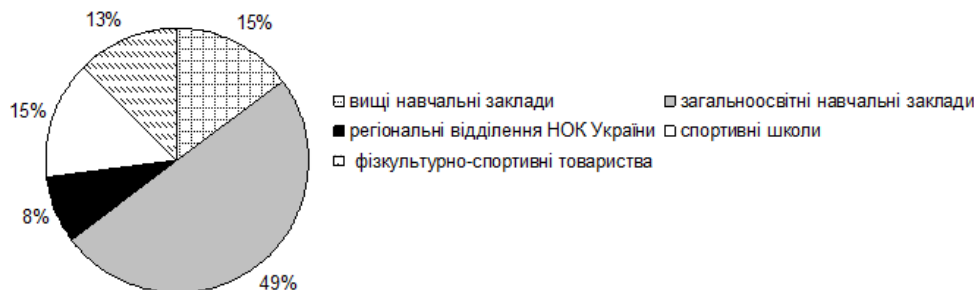 13%
15%
15%
8%
49%
вищі навчальні заклади
загальноосвітні навчальні заклади
регіональні відділення НОК України
спортивні школи
фізкультурно-спортивні товариства